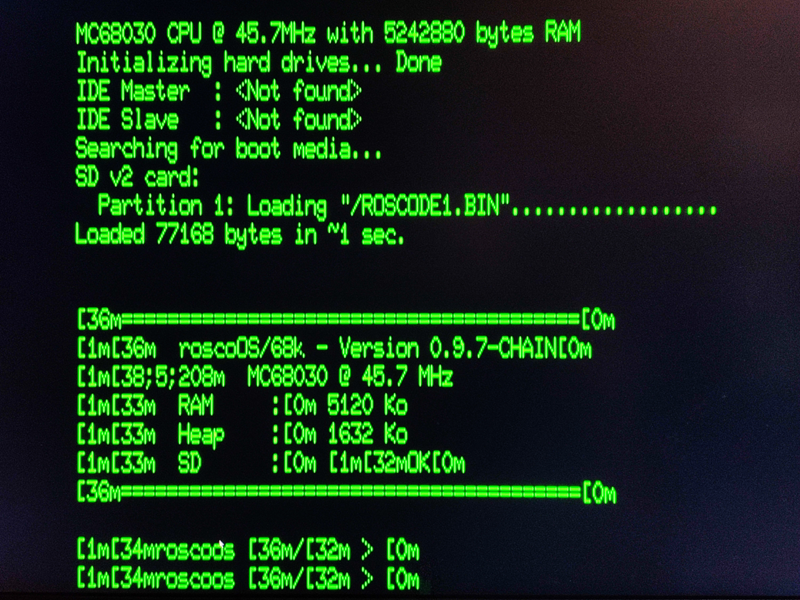 MC68030 CPU @ 45.7MHz with 5242880 bytes RAM
Initializing hard drives... Done
IDE Master  : <Not found>
IDE Slave   : <Not found>
Searching for boot media...
SD v2 card:
  Partition 1: Loading "/ROSCODE1.BIN"..................
Loaded 77168 bytes in ~1 sec.
[36m========================================[0m
[1m[36m  roscoOS/68k - Version 0.9.7-CHAIN[0m
[1m[38;5;208m  MC68030 @ 45.7 MHz
[1m[33m  RAM     :[0m 5120 Ko
[1m[33m  Heap    :[0m 1632 Ko
[1m[33m  SD      :[0m [1m[32mOK[0m
[36m========================================[0m
[1m[34mroscoos [36m/[32m > [0m
[1m[34mroscoos [36m/[32m > [0m